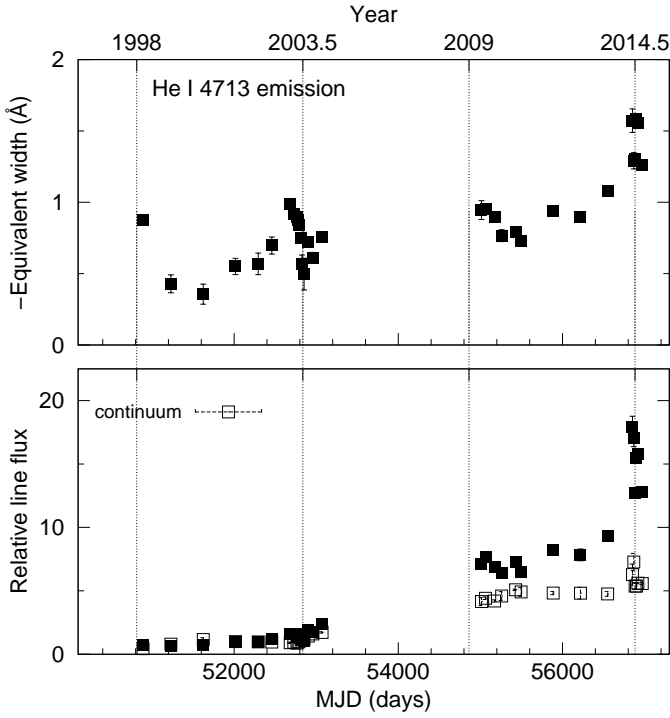 Year
1998 2003.5 2009 2014.5
He I 4713 emission
−Equivalent width (Å)
2
1
0
continuum
Relative line flux
20
10
0
52000 54000 56000
MJD (days)